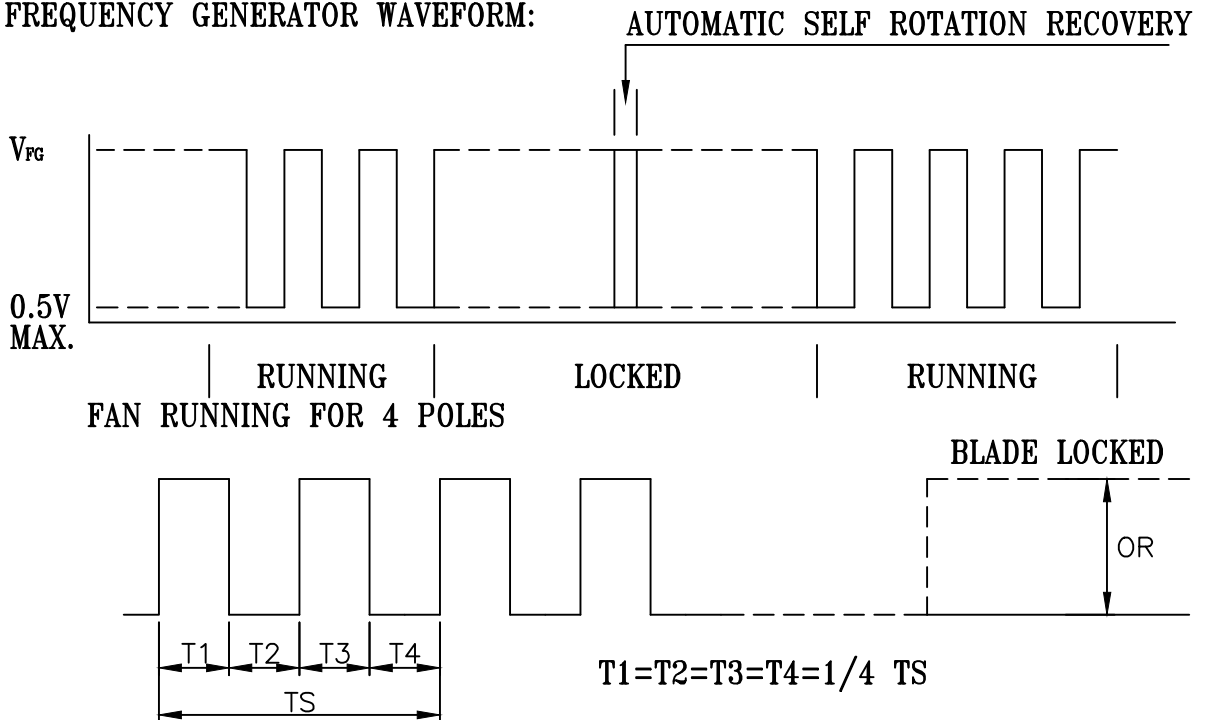 FREQUENCY GENERATOR WAVEFORM:
AUTOMATIC SELF ROTATION RECOVERY
VFG
0.5V
MAX.
RUNNING
LOCKED
RUNNING
FAN RUNNING FOR 4 POLES
BLADE LOCKED
OR
T1 T2 T3 T4
T1=T2=T3=T4=1/4 TS
TS